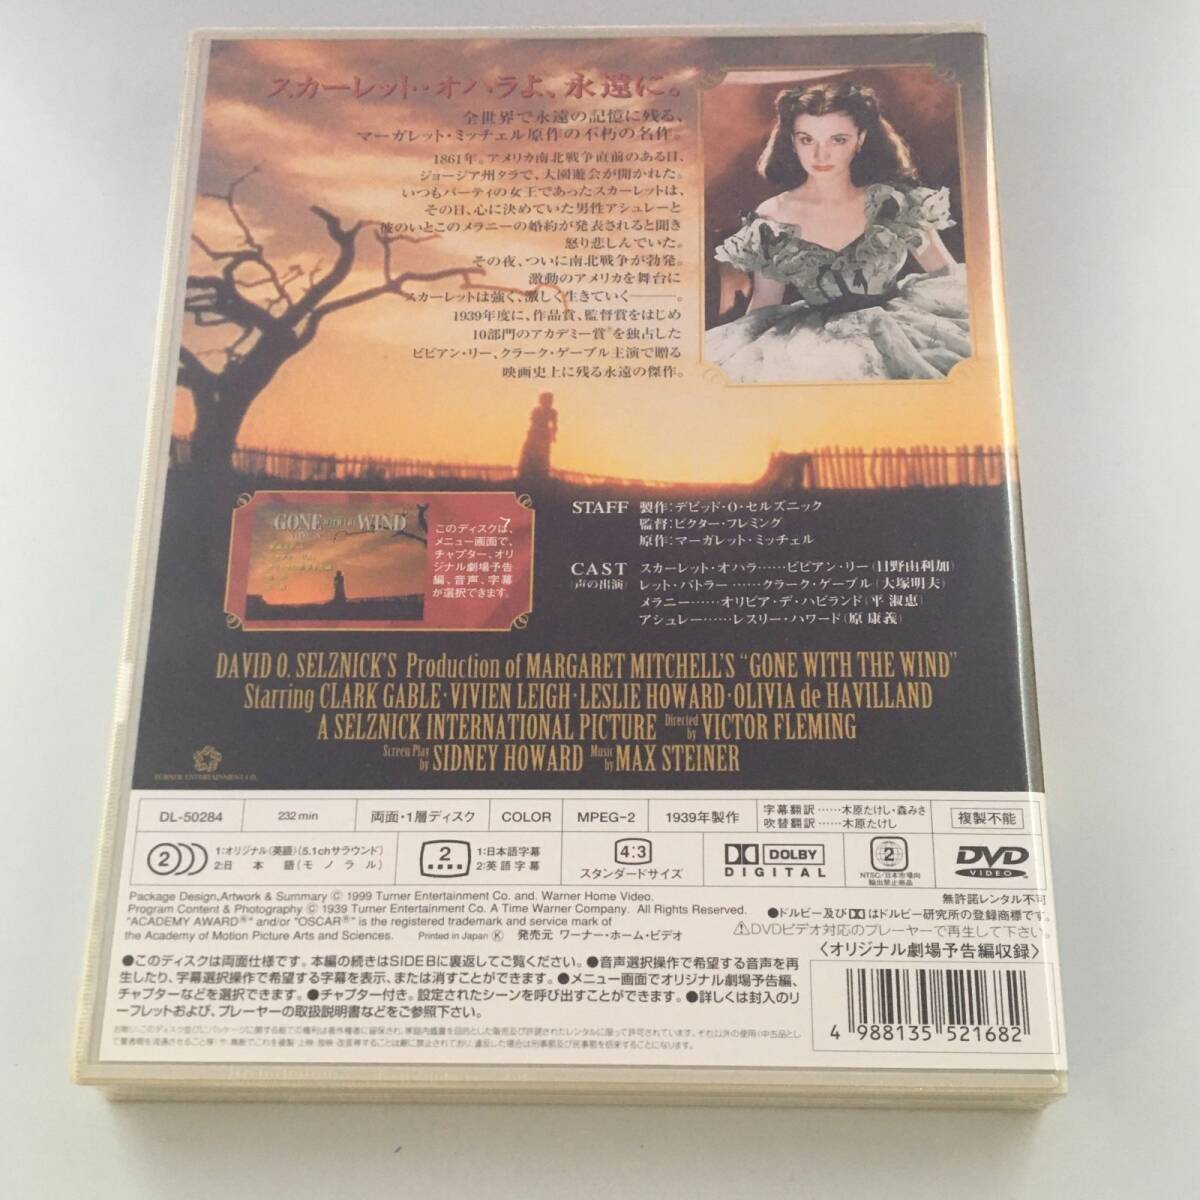 スカーレット・オハラよ、永遠に。
全世界で永遠の記憶に残る、
マーガレット・ミッチェル原作の不朽の名作。
1861年。アメリカ南北戦争直前のある日、
ジョージア州タラで、大園遊会が開かれた。
いつもパーティの女王であったスカーレットは、
その日、心に決めていた男性アシュレーと
彼のいとこのメラニーの婚約が発表されると聞き
怒り悲しんでいた。
その夜、ついに南北戦争が勃発。
激動のアメリカを舞台に
スカーレットは強く、激しく生きていく———。
1939年度に、作品賞、監督賞をはじめ
10部門のアカデミー賞®を独占した
ビビアン・リー、クラーク・ゲーブル主演で贈る
映画史上に残る永遠の傑作。
GONE WITH THE WIND
このディスクは、
メニュー画面で、
チャプター、オリ
ジナル劇場予告
編、音声、字幕
が選択できます。
STAFF 製作：デビッド・O・セルズニック
監督：ビクター・フレミング
原作：マーガレット・ミッチェル
CAST スカーレット・オハラ……ビビアン・リー（日野由利加）
（声の出演） レット・バトラー……クラーク・ゲーブル（大塚明夫）
メラニー……オリビア・デ・ハビランド（平 淑恵）
アシュレー……レスリー・ハワード（原 康義）
DAVID O. SELZNICK'S Production of MARGARET MITCHELL'S "GONE WITH THE WIND"
Starring CLARK GABLE・VIVIEN LEIGH・LESLIE HOWARD・OLIVIA de HAVILLAND
A SELZNICK INTERNATIONAL PICTURE Directed by VICTOR FLEMING
Screen Play by SIDNEY HOWARD Music by MAX STEINER
TURNER ENTERTAINMENT CO.
DL-50284 232 min 両面・1層ディスク COLOR MPEG-2 1939年製作 字幕翻訳……木原たけし・森みさ 複製不能
吹替翻訳……木原たけし
2 1:オリジナル(英語)(5.1chサラウンド)
2:日本語(モノラル)
2 1:日本語字幕
2:英語字幕
4:3
スタンダードサイズ
DOLBY
DIGITAL
2
NTSC/日本市場向
輸出禁止商品
DVD
VIDEO
Package Design,Artwork & Summary © 1999 Turner Entertainment Co. and. Warner Home Video.
Program Content & Photography © 1939 Turner Entertainment Co. A Time Warner Company. All Rights Reserved.
"ACADEMY AWARD®" and/or "OSCAR®" is the registered trademark and service mark of
the Academy of Motion Picture Arts and Sciences. Printed in Japan Ⓚ 発売元 ワーナー・ホーム・ビデオ
無許諾レンタル不可
●ドルビー及びDDはドルビー研究所の登録商標です。
⚠DVDビデオ対応のプレーヤーで再生して下さい。
〈オリジナル劇場予告編収録〉
●このディスクは両面仕様です。本編の続きはSIDE Bに裏返してご覧ください。●音声選択操作で希望する音声を再
生したり、字幕選択操作で希望する字幕を表示、または消すことができます。●メニュー画面でオリジナル劇場予告編、
チャプターなどを選択できます。●チャプター付き。設定されたシーンを呼び出すことができます。●詳しくは封入のリ
ーフレットおよび、プレーヤーの取扱説明書などをご参照下さい。
4 988135 521682